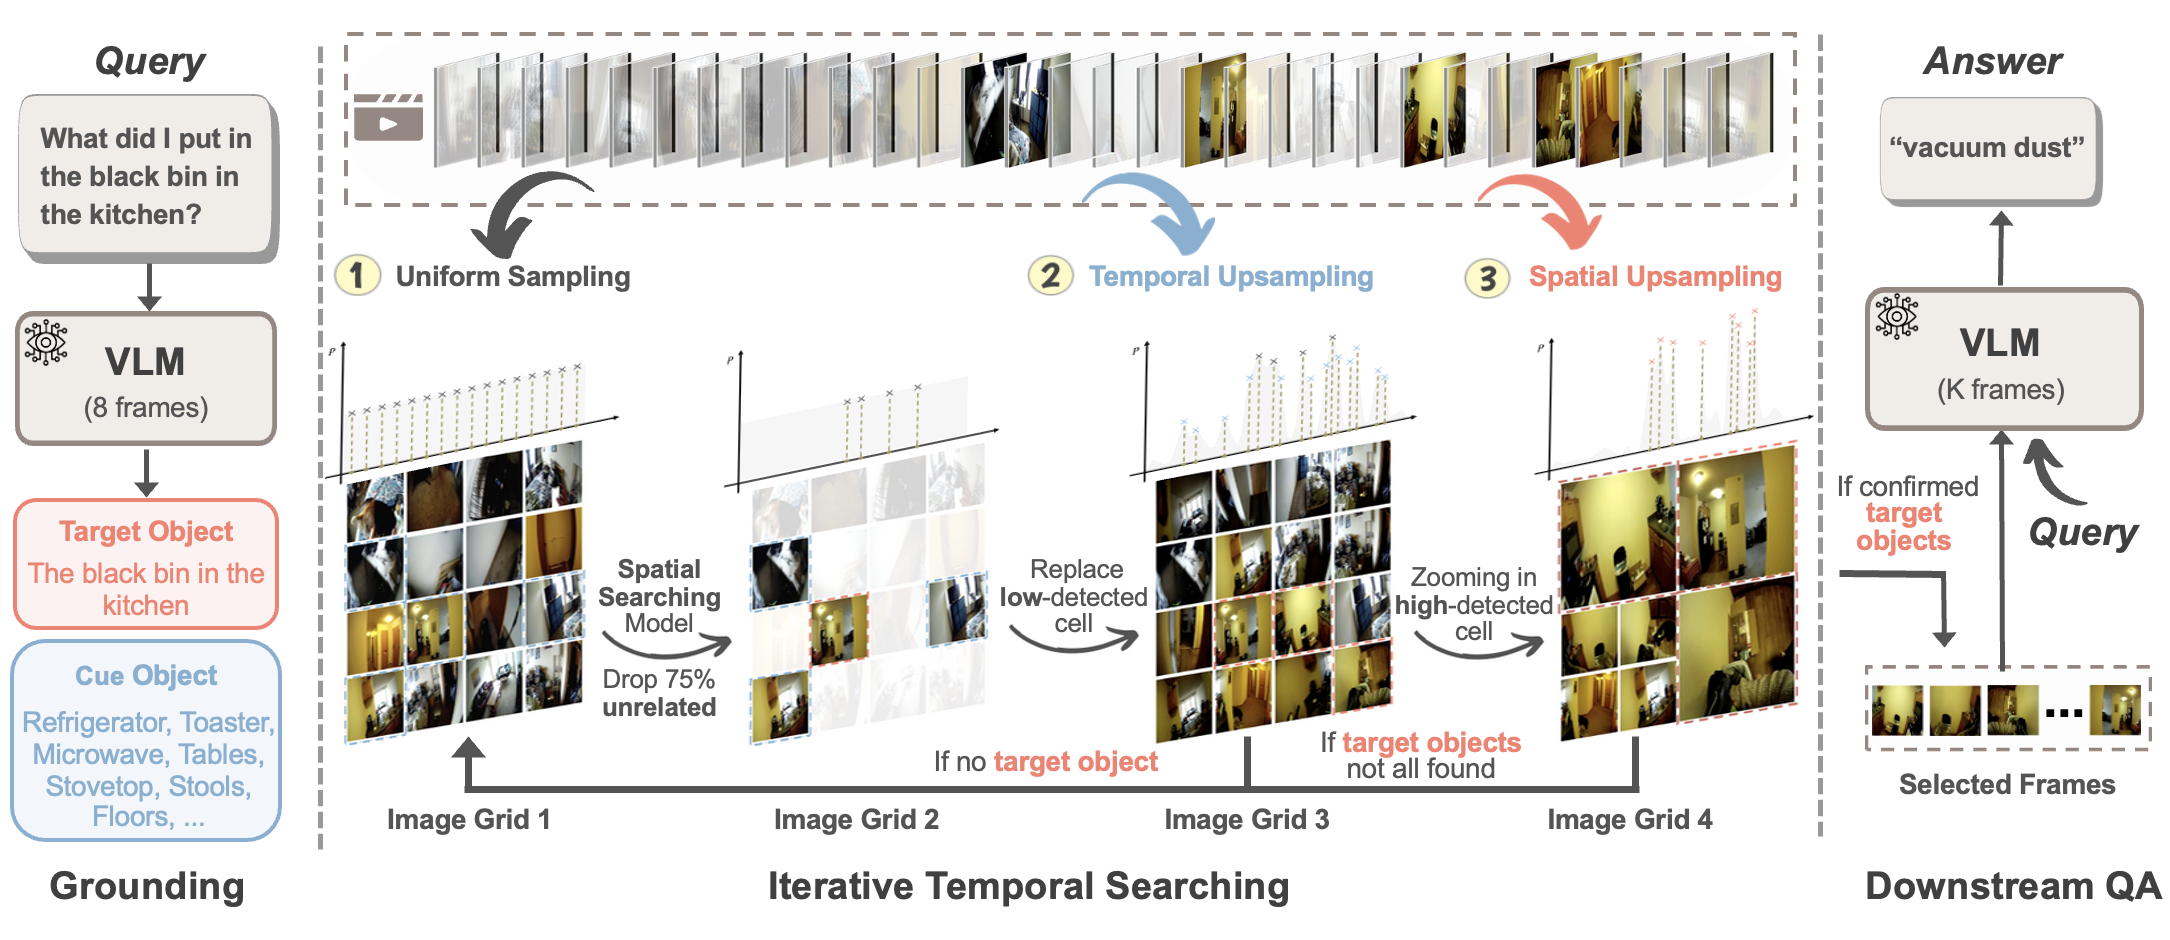 Query
What did I put in
the black bin in
the kitchen?
VLM
(8 frames)
Target Object
The black bin in the
kitchen
Cue Object
Refrigerator, Toaster,
Microwave, Tables,
Stovetop, Stools,
Floors, ...
Grounding
1 Uniform Sampling
2 Temporal Upsampling
3 Spatial Upsampling
P
P
P
P
Spatial
Searching
Model
Drop 75%
unrelated
Replace
low-detected
cell
Zooming in
high-detected
cell
If no target object
If target objects
not all found
Image Grid 1
Image Grid 2
Image Grid 3
Image Grid 4
Iterative Temporal Searching
Answer
“vacuum dust”
VLM
(K frames)
If confirmed
target
objects
Query
...
Selected Frames
Downstream QA